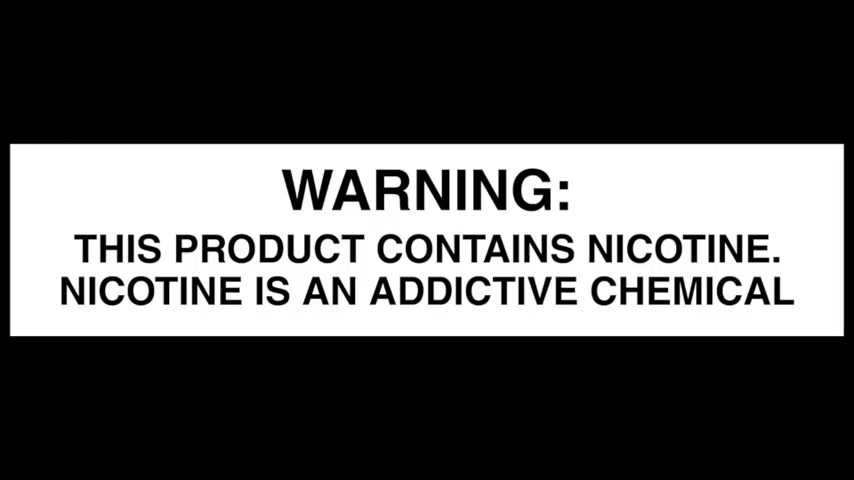 WARNING:
THIS PRODUCT CONTAINS NICOTINE.
NICOTINE IS AN ADDICTIVE CHEMICAL